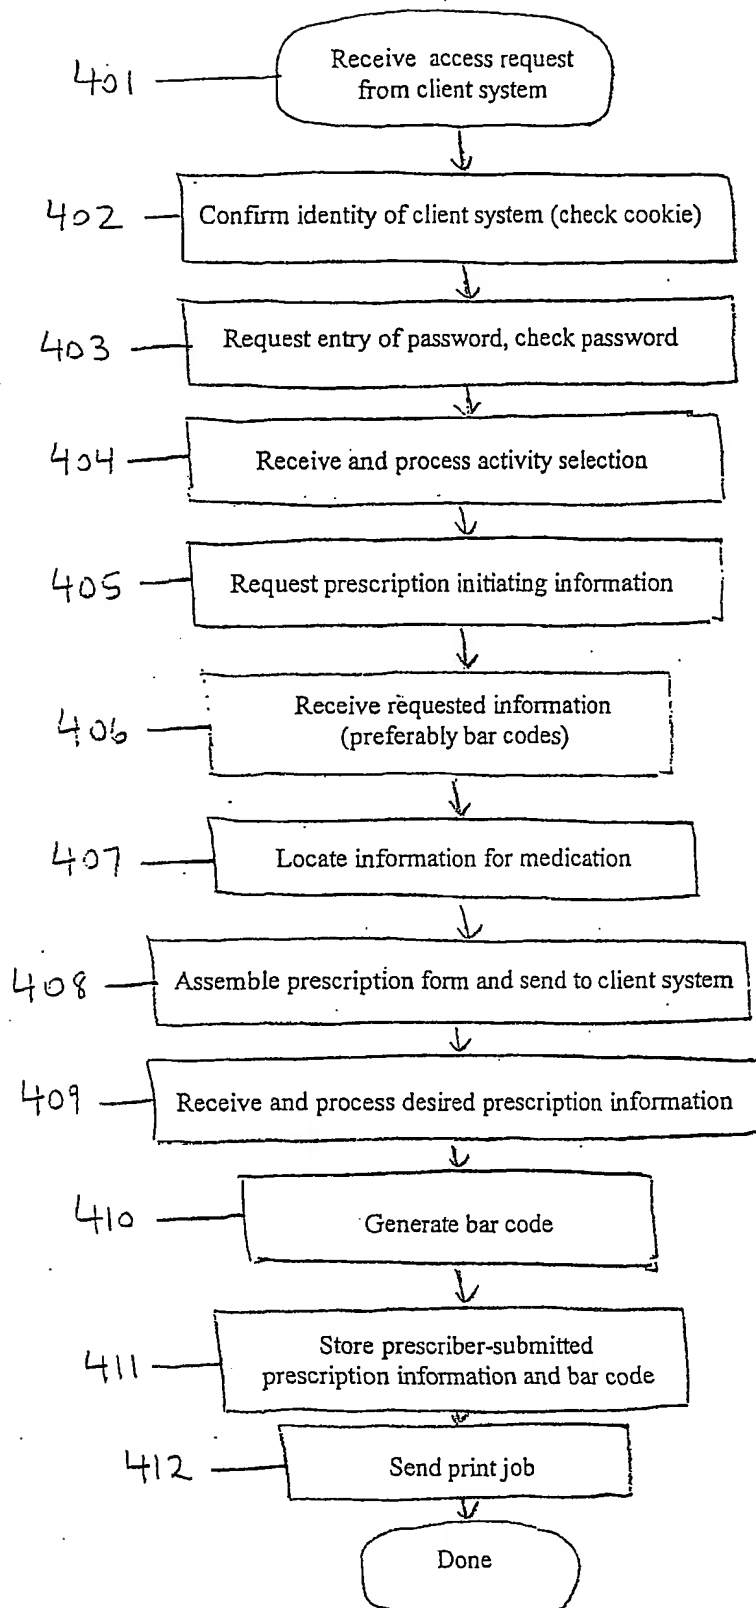 401
Receive access request
from client system
402
Confirm identity of client system (check cookie)
403
Request entry of password, check password
404
Receive and process activity selection
405
Request prescription initiating information
406
Receive requested information
(preferably bar codes)
407
Locate information for medication
408
Assemble prescription form and send to client system
409
Receive and process desired prescription information
410
Generate bar code
411
Store prescriber-submitted
prescription information and bar code
412
Send print job
Done